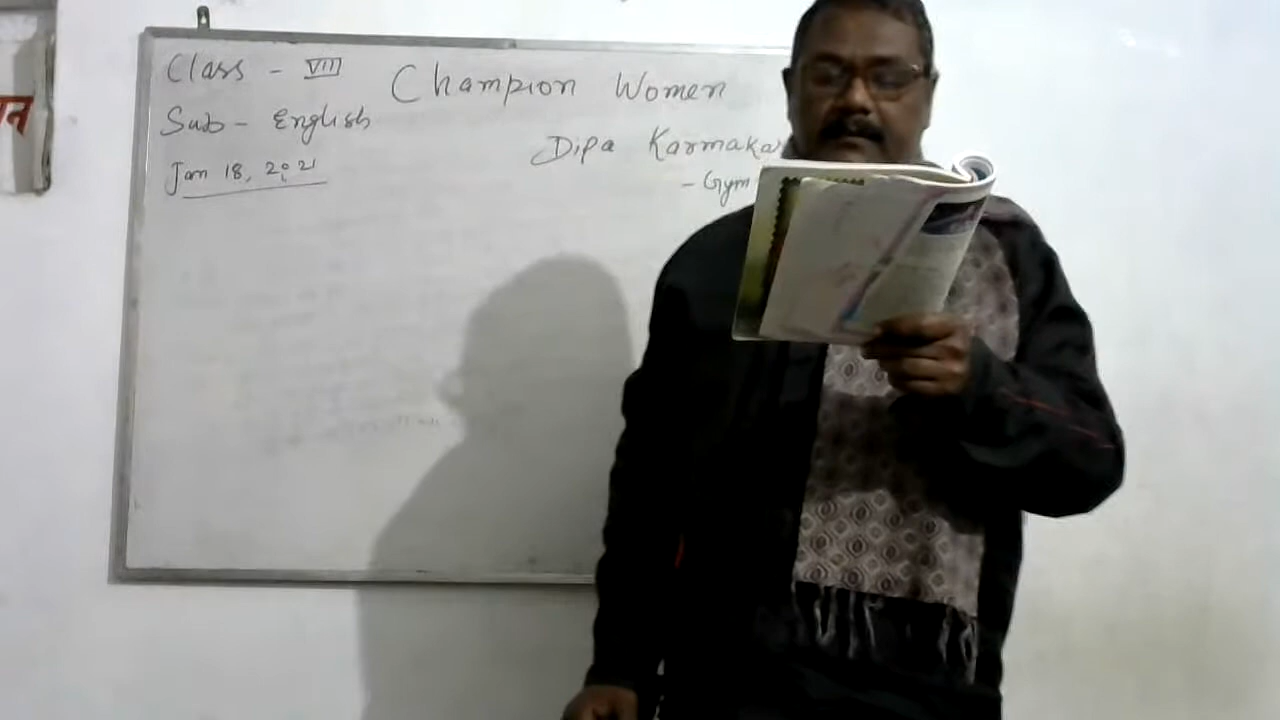 Class - VIII
Sub - English
Jan 18, 2021
Champion Women
Dipa Karmakar
- Gym